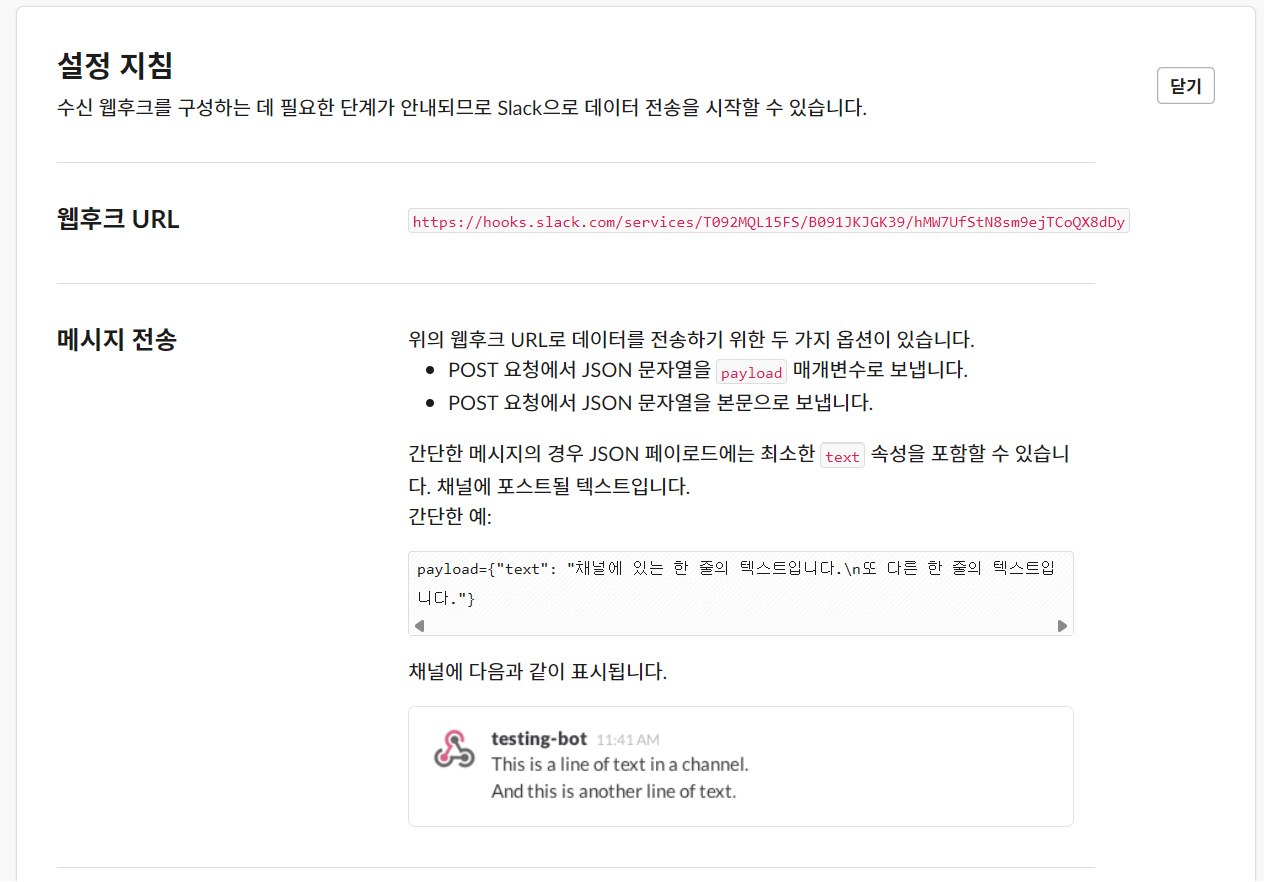 설정 지침
닫기
수신 웹후크를 구성하는 데 필요한 단계가 안내되므로 Slack으로 데이터 전송을 시작할 수 있습니다.
웹후크 URL
https://hooks.slack.com/services/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
메시지 전송
위의 웹후크 URL로 데이터를 전송하기 위한 두 가지 옵션이 있습니다.
• POST 요청에서 JSON 문자열을 payload 매개변수로 보냅니다.
• POST 요청에서 JSON 문자열을 본문으로 보냅니다.
간단한 메시지의 경우 JSON 페이로드에는 최소한 text 속성을 포함할 수 있습니
다. 채널에 포스트될 텍스트입니다.
간단한 예:
payload={"text": "채널에 있는 한 줄의 텍스트입니다.\n또 다른 한 줄의 텍스트입
니다."}
채널에 다음과 같이 표시됩니다.
testing-bot 11:41 AM
This is a line of text in a channel.
And this is another line of text.